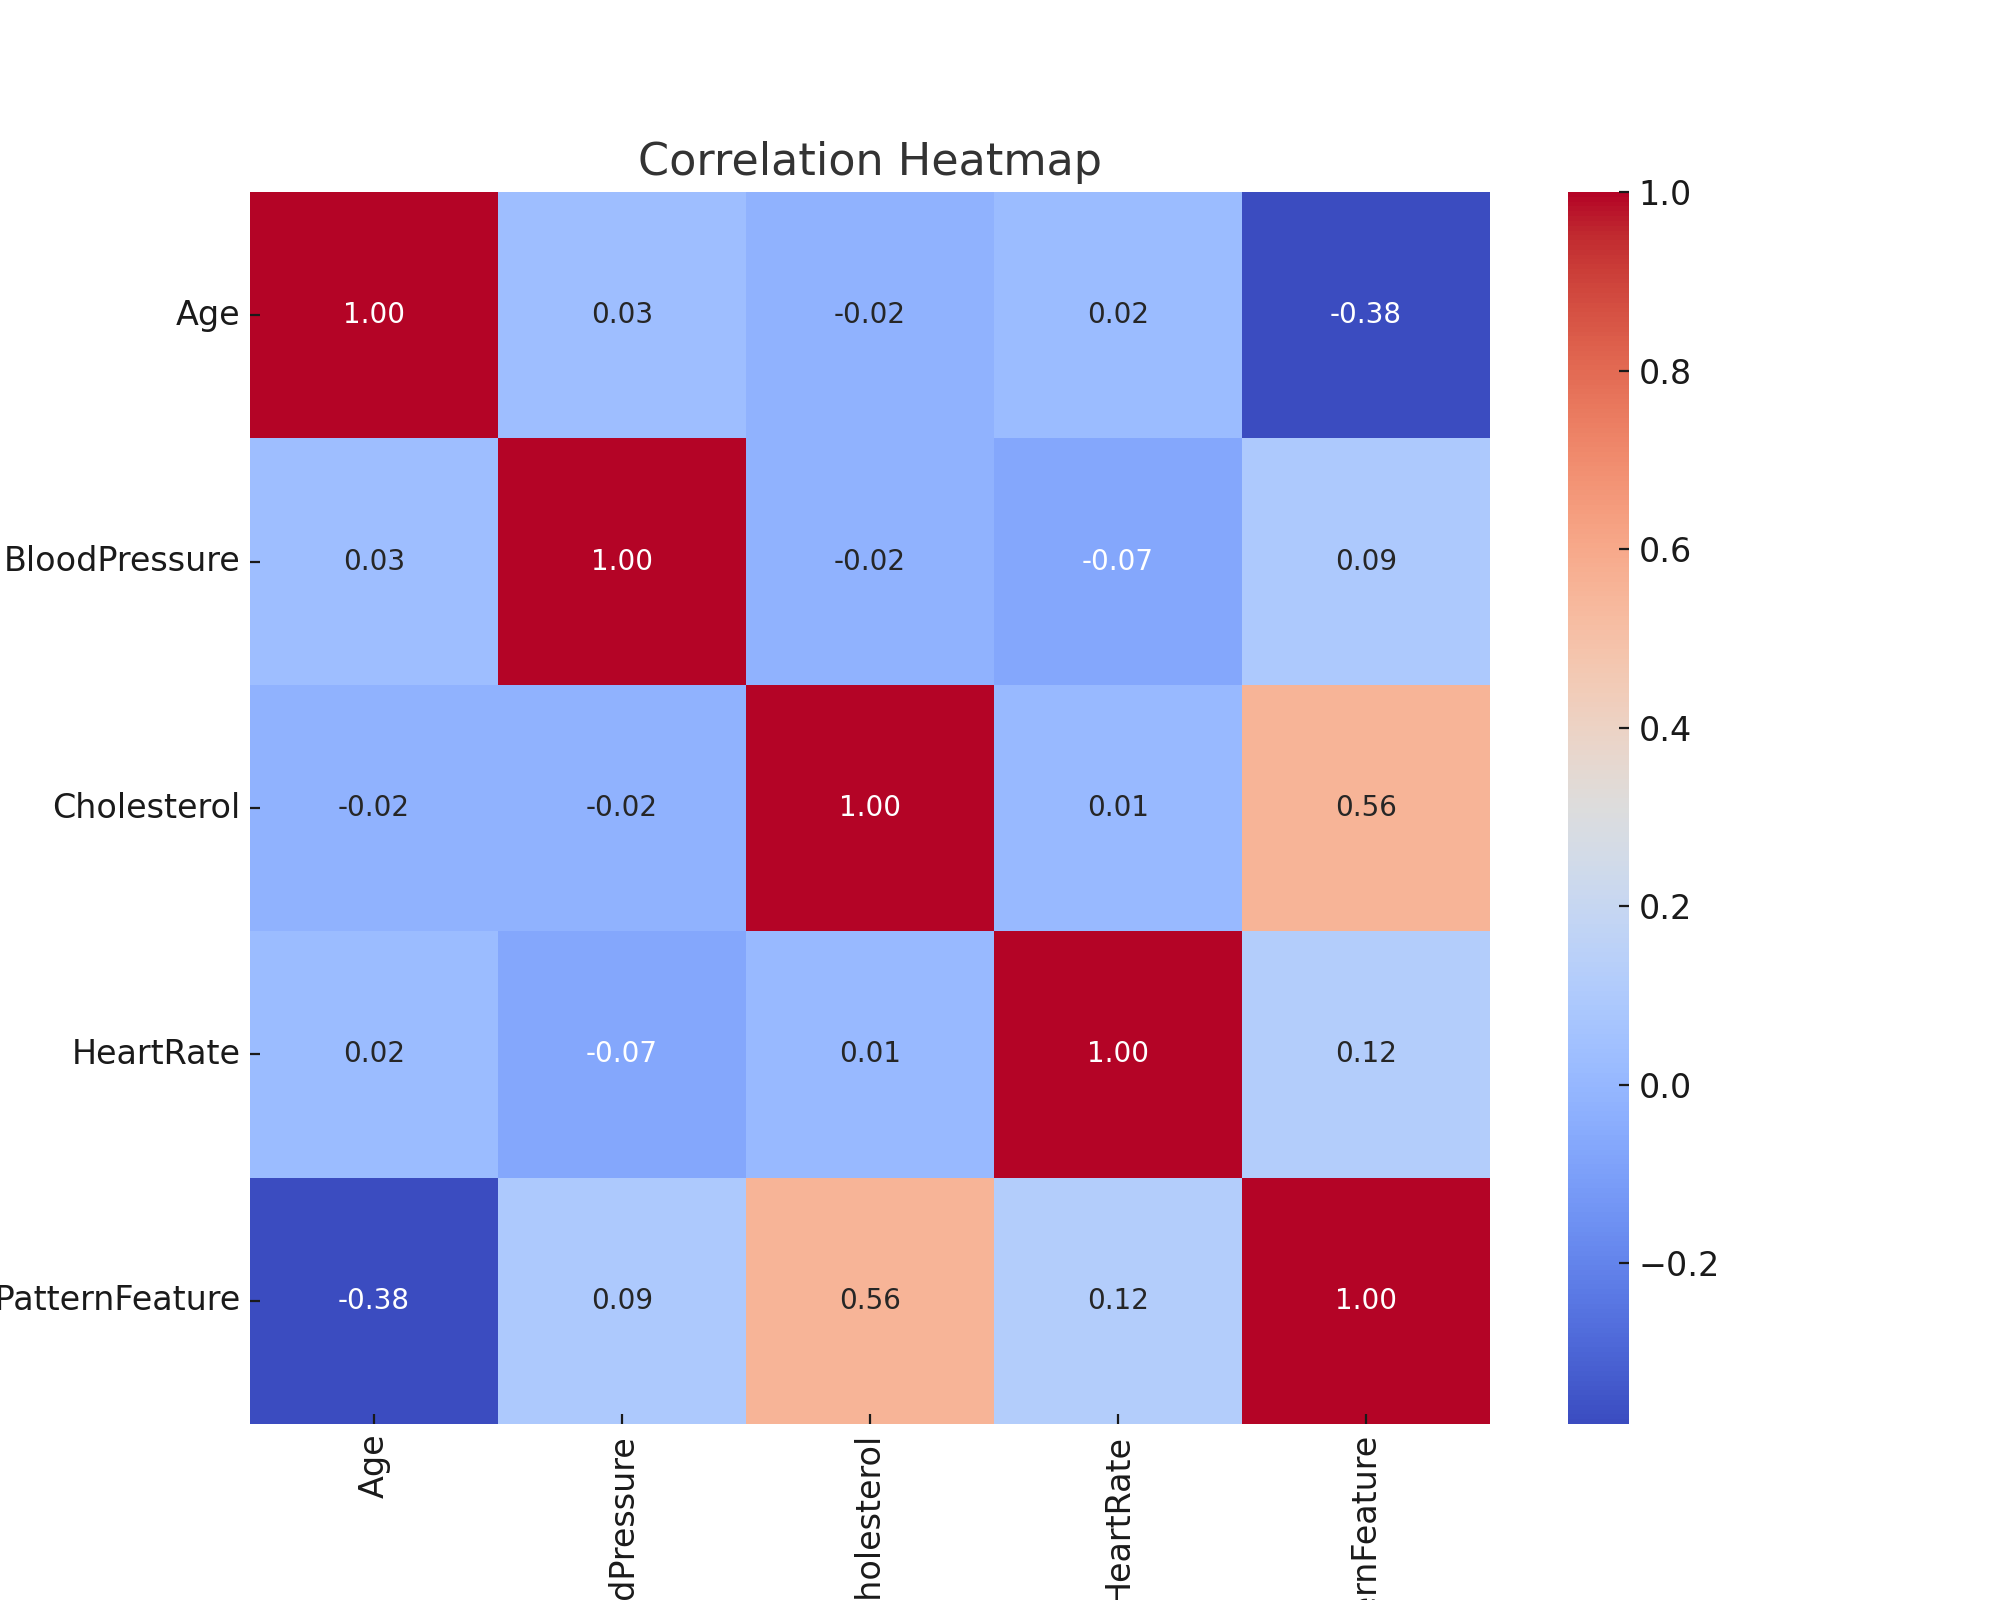 Correlation Heatmap
Age 1.00 0.03 -0.02 0.02 -0.38
BloodPressure 0.03 1.00 -0.02 -0.07 0.09
Cholesterol -0.02 -0.02 1.00 0.01 0.56
HeartRate 0.02 -0.07 0.01 1.00 0.12
PatternFeature -0.38 0.09 0.56 0.12 1.00
Age dPressure holesterol HeartRate ernFeature
1.0
0.8
0.6
0.4
0.2
0.0
−0.2